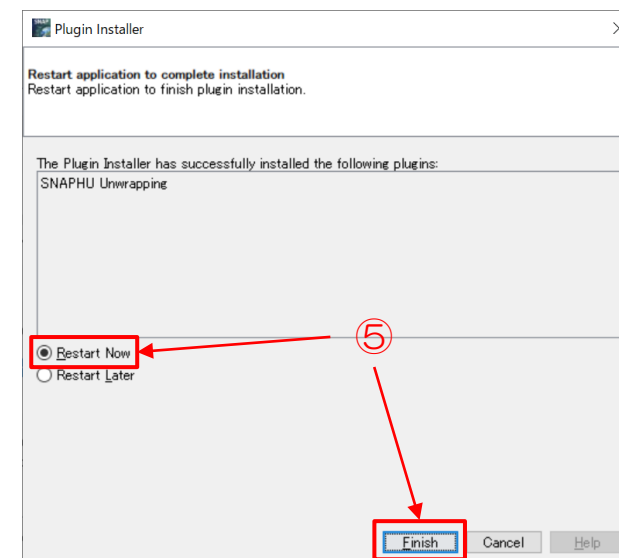 SNAP
Plugin Installer
Restart application to complete installation
Restart application to finish plugin installation.
The Plugin Installer has successfully installed the following plugins:
SNAPHU Unwrapping
⑤
Restart Now
Restart Later
Finish Cancel Help